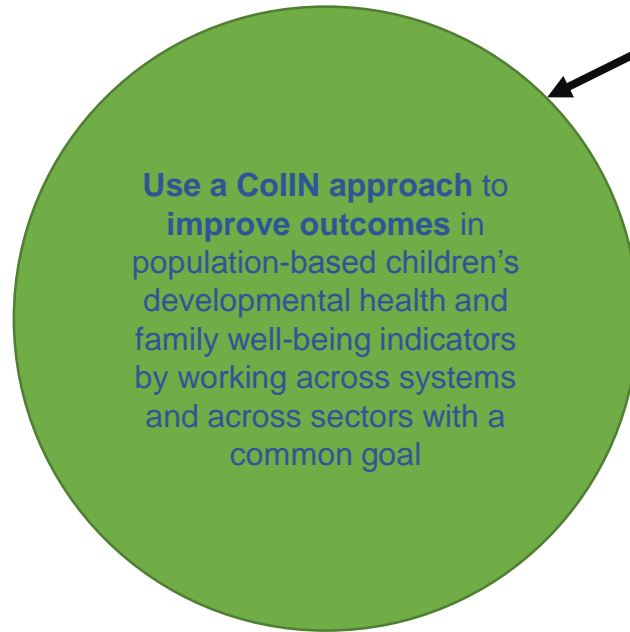 Use a CoIIN approach to
improve outcomes in
population-based children's
developmental health and
family well-being indicators
by working across systems
and across sectors with a
common goal